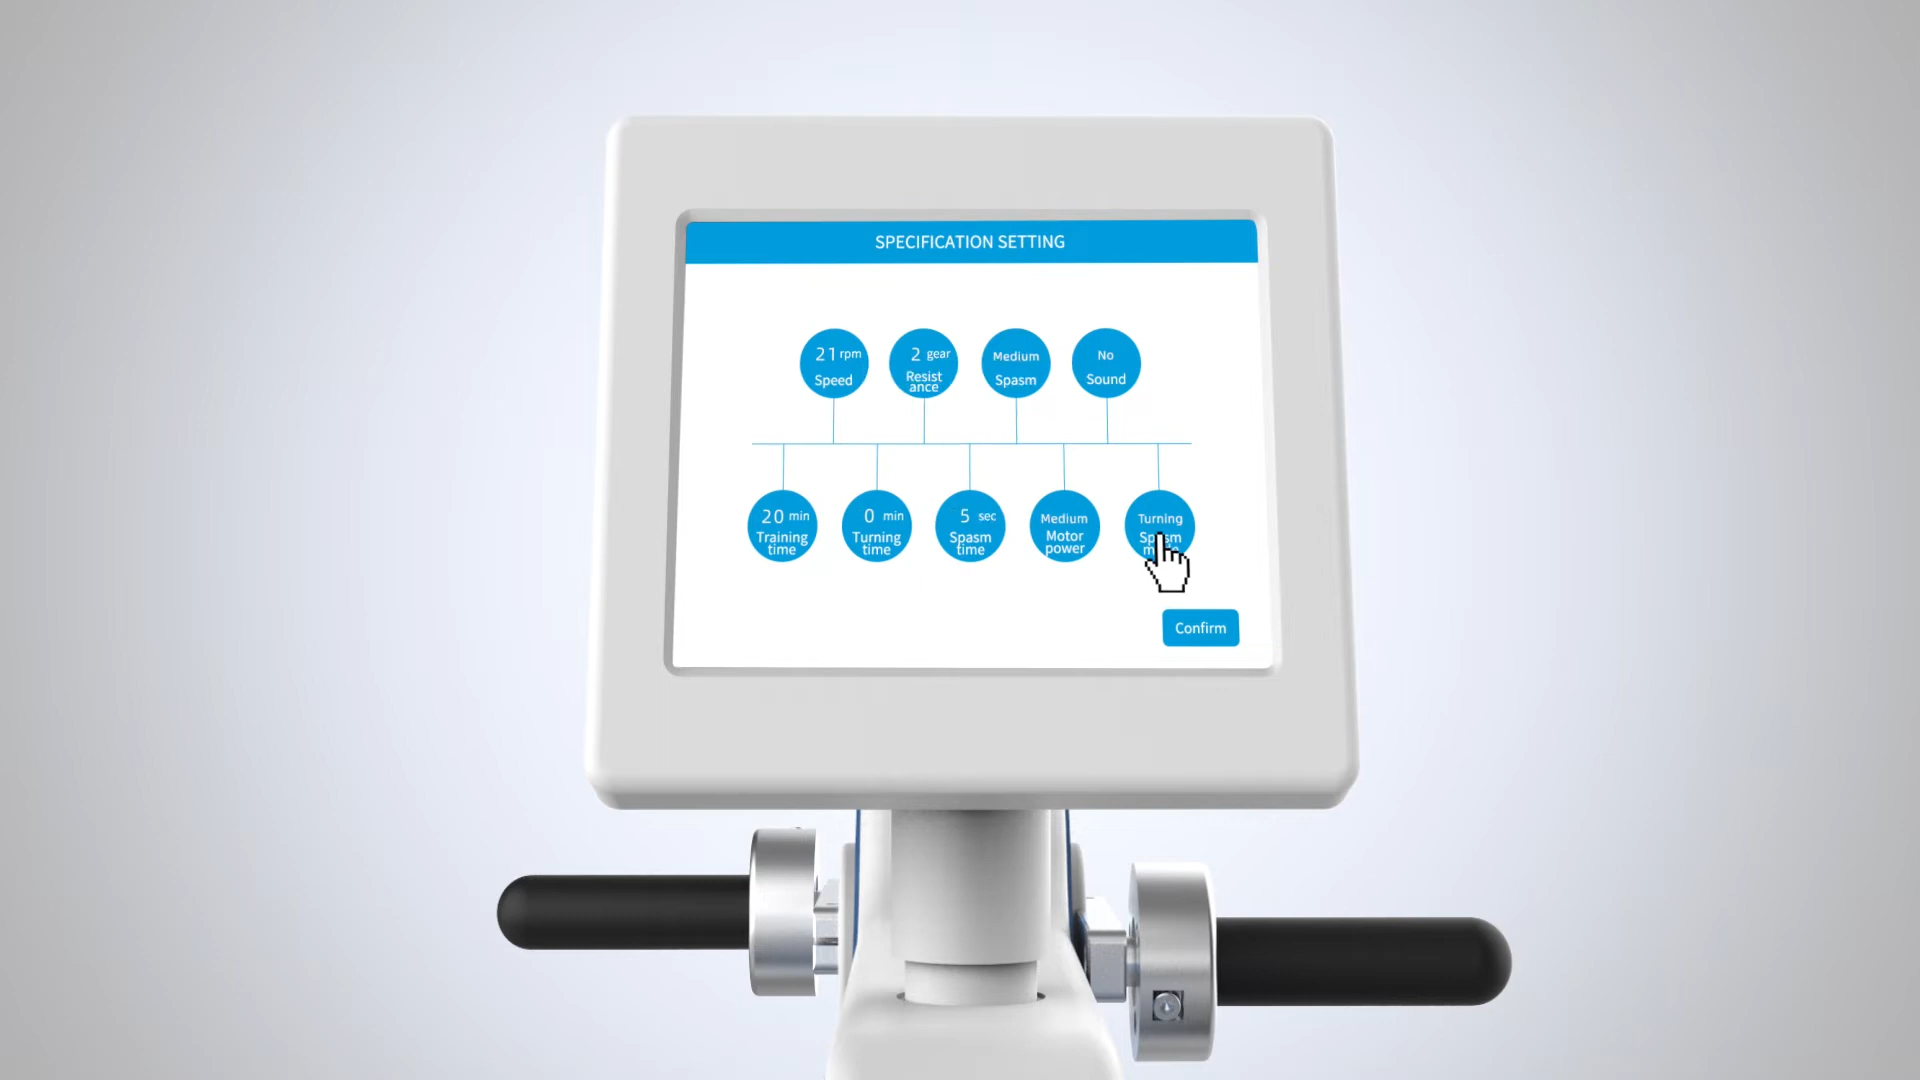 SPECIFICATION SETTING
21 rpm
Speed
2 gear
Resist
ance
Medium
Spasm
No
Sound
20 min
Training
time
0 min
Turning
time
5 sec
Spasm
time
Medium
Motor
power
Turning
Spasm
Confirm